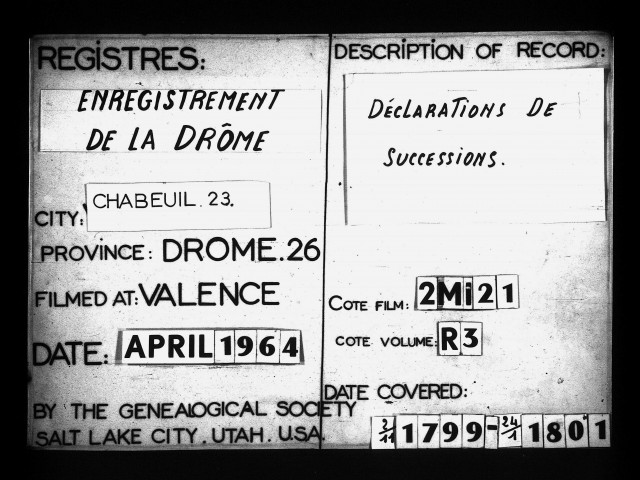 REGISTRES:
ENREGISTREMENT
DE LA DRÔME
CITY: CHABEUIL. 23.
PROVINCE: DROME.26
FILMED AT: VALENCE
DATE: APRIL 1964
BY THE GENEALOGICAL SOCIETY
SALT LAKE CITY. UTAH. U.S.A.
DESCRIPTION OF RECORD:
DÉCLARATIONS DE
SUCCESSIONS.
COTE FILM: 2Mi21
COTE VOLUME: R3
DATE COVERED:
2/11 1799-24/1 1801